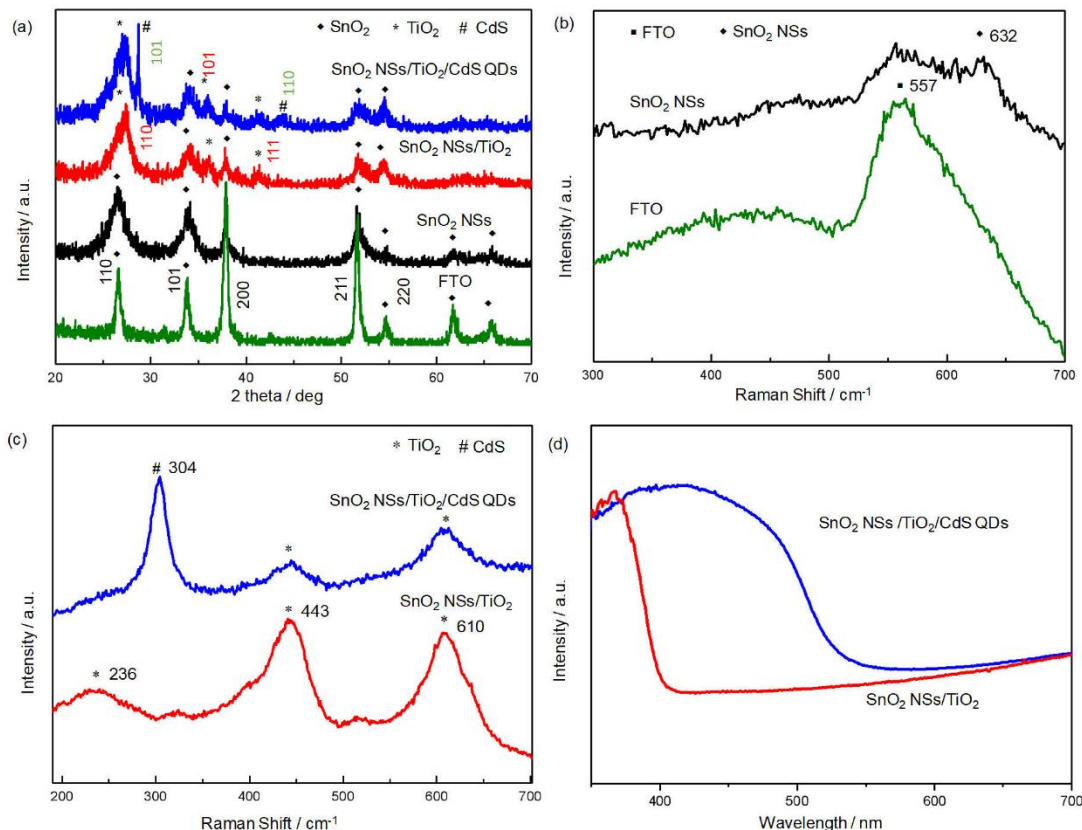 (a)
◆ SnO₂ * TiO₂ # CdS
* # 101
SnO₂ NSs/TiO₂/CdS QDs
101 110
110 111
SnO₂ NSs/TiO₂
SnO₂ NSs
110 101 200 211 220 FTO
Intensity / a.u.
20 30 40 50 60 70
2 theta / deg
(b)
■ FTO ◆ SnO₂ NSs
632
SnO₂ NSs
557
FTO
Intensity / a.u.
300 400 500 600 700
Raman Shift / cm⁻¹
(c)
* TiO₂ # CdS
# 304
SnO₂ NSs/TiO₂/CdS QDs
SnO₂ NSs/TiO₂
* 236 * 443 * 610
Intensity / a.u.
200 300 400 500 600 700
Raman Shift / cm⁻¹
(d)
SnO₂ NSs /TiO₂/CdS QDs
SnO₂ NSs/TiO₂
Intensity / a.u.
400 500 600 700
Wavelength / nm